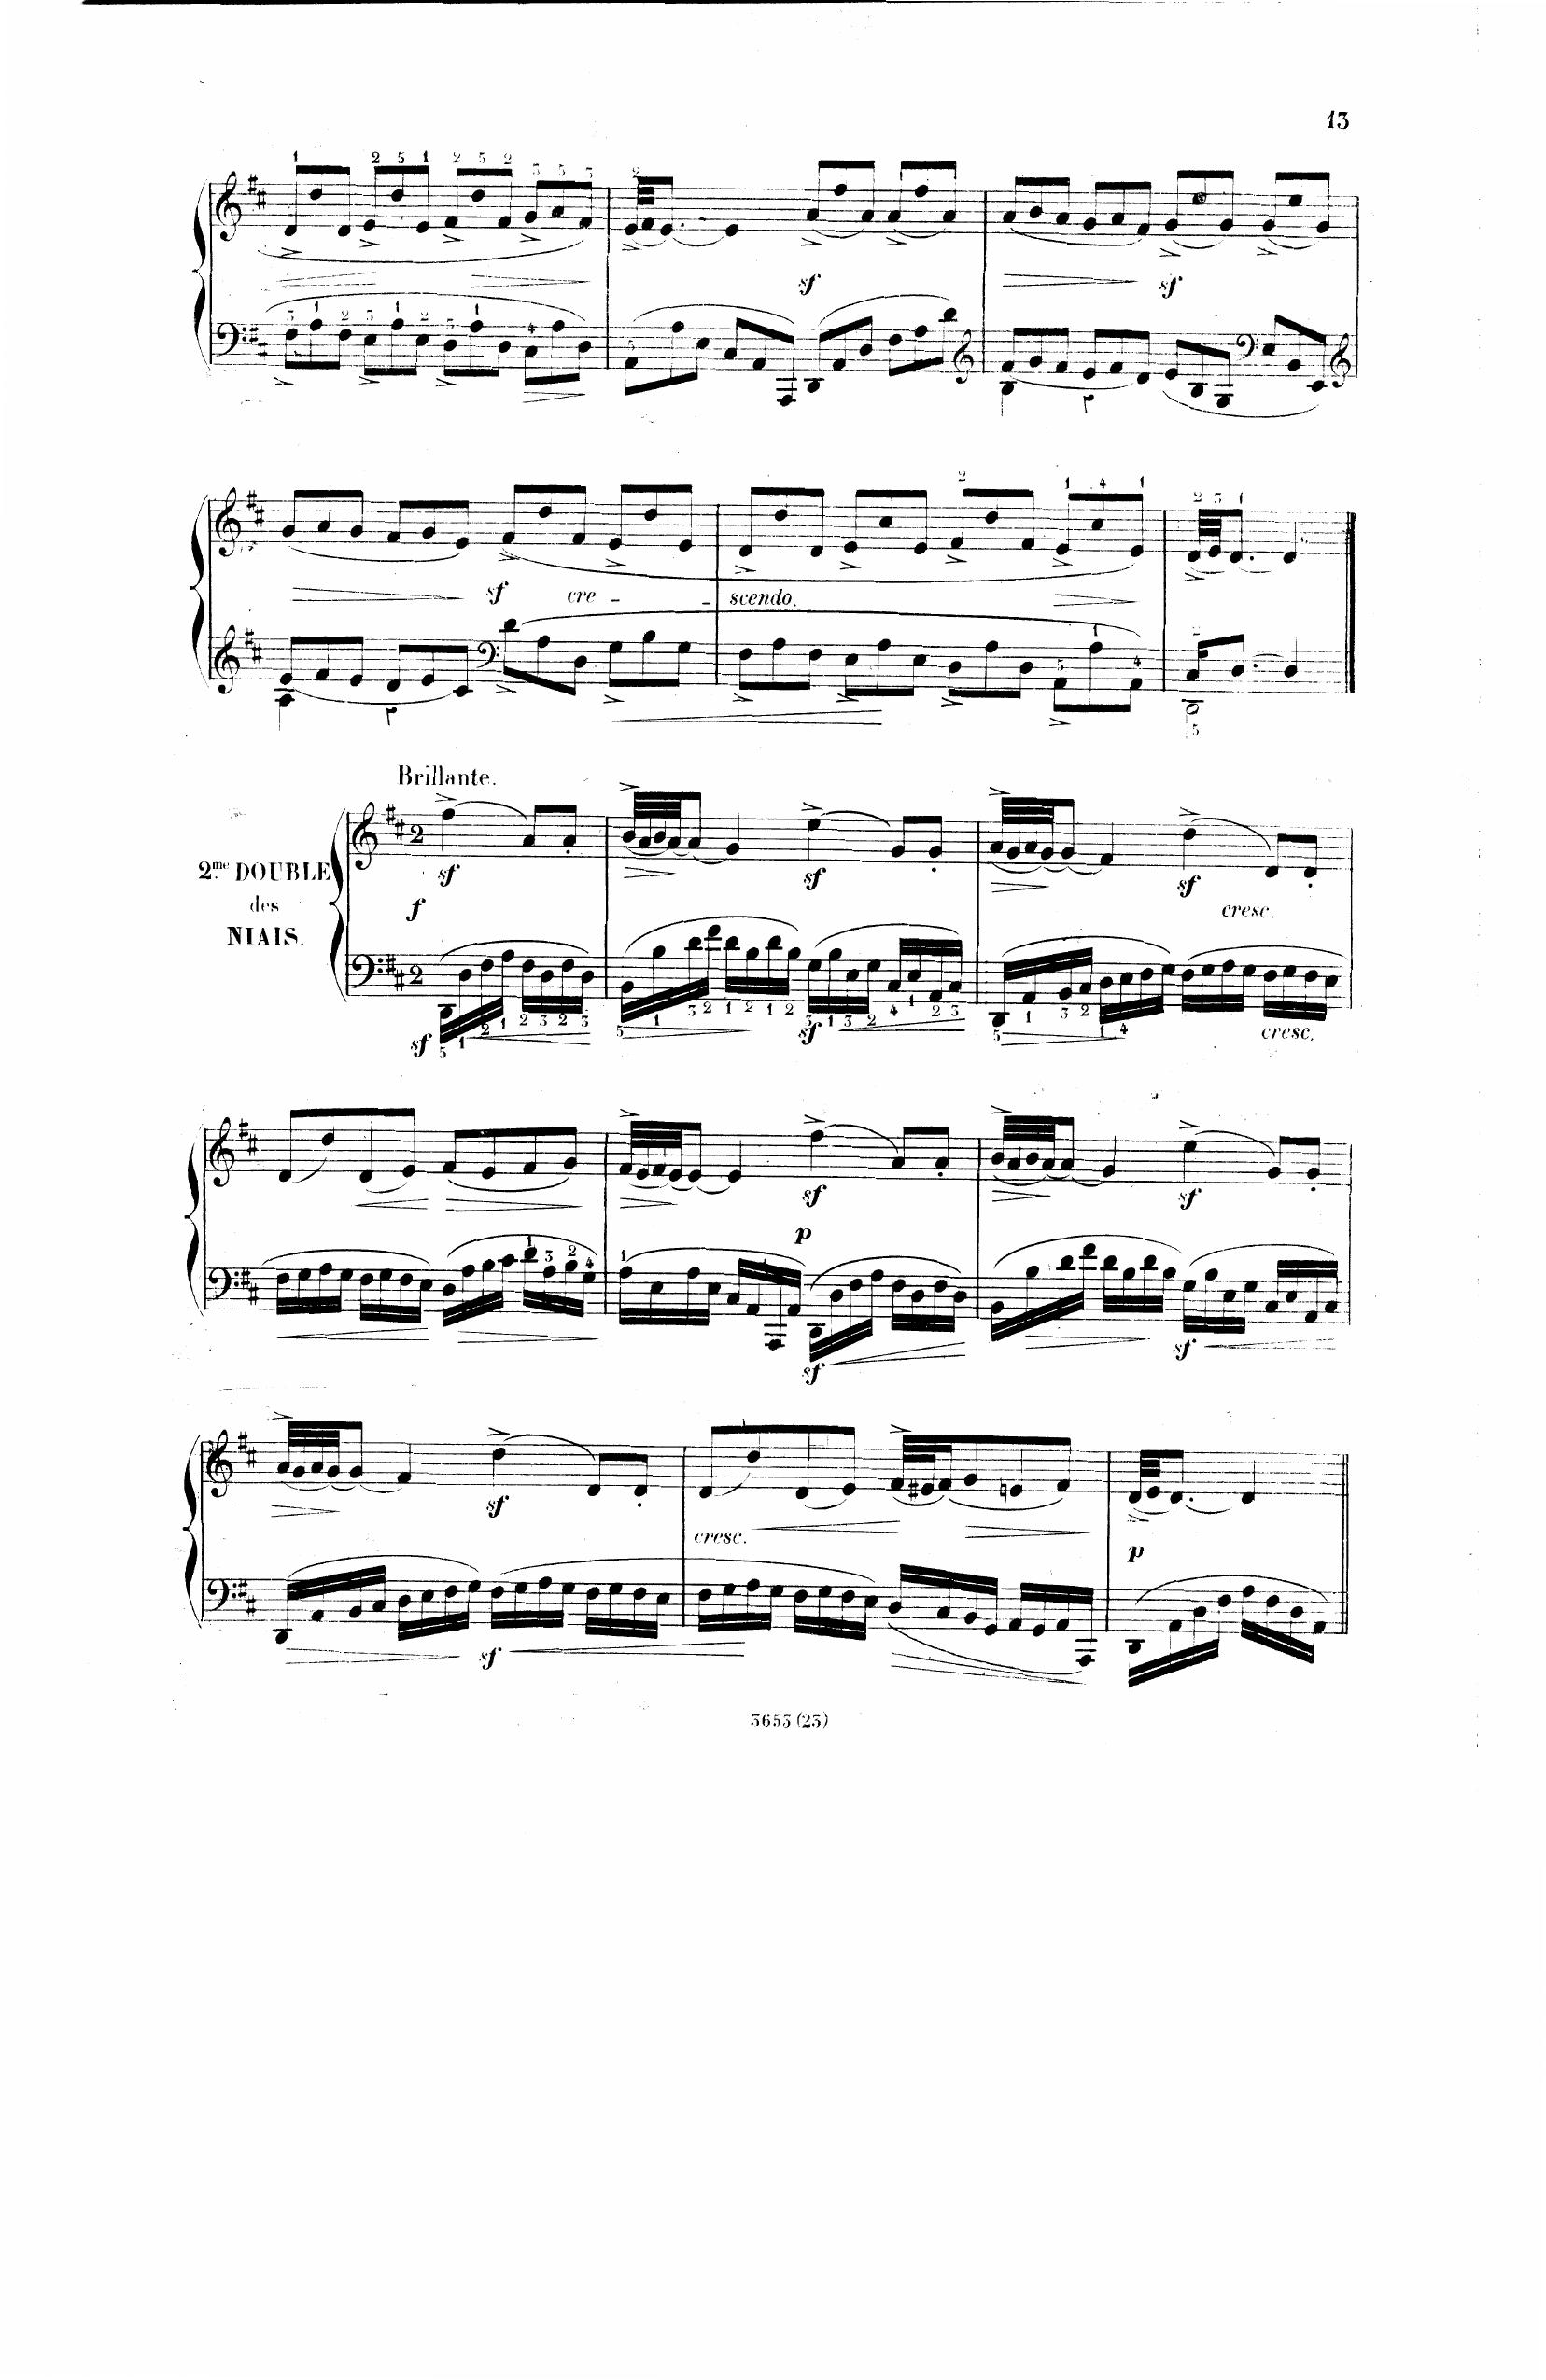 13
sf
sf
sf cre - - scendo.
Brillante.
2.me DOUBLE
des
NIAIS.
sf
f
sf
sf
sf
sf
cresc.
cresc.
sf
p
sf
sf
sf
sf
cresc.
sf
p
3653 (23)